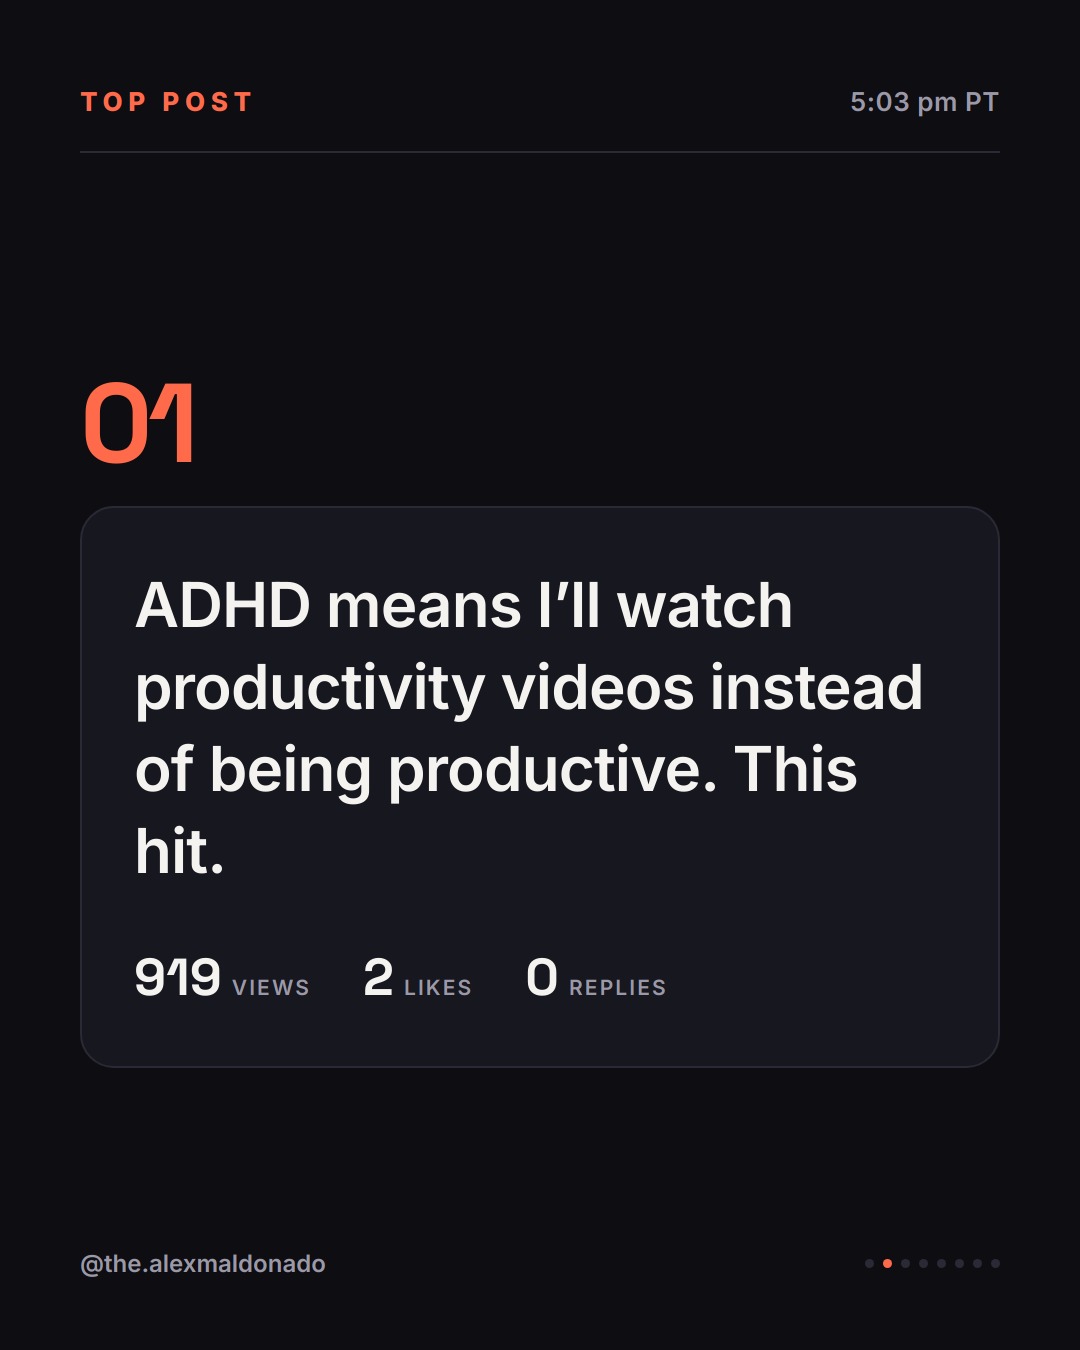 TOP POST
5:03 pm PT
01
ADHD means I’ll watch
productivity videos instead
of being productive. This
hit.
919 VIEWS 2 LIKES 0 REPLIES
@the.alexmaldonado